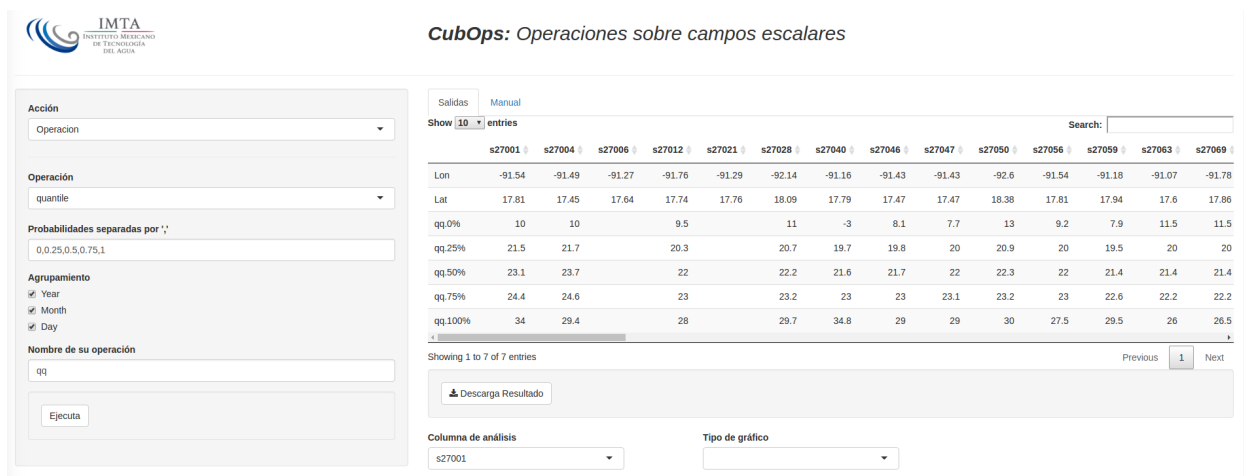 IMTA
INSTITUTO MEXICANO
DE TECNOLOGÍA
DEL AGUA
CubOps: Operaciones sobre campos escalares
Acción
Operacion
Operación
quantile
Probabilidades separadas por ','
0,0.25,0.5,0.75,1
Agrupamiento
Year
Month
Day
Nombre de su operación
qq
Ejecuta
Salidas Manual
Show 10 entries Search:
s27001 s27004 s27006 s27012 s27021 s27028 s27040 s27046 s27047 s27050 s27056 s27059 s27063 s27069
Lon -91.54 -91.49 -91.27 -91.76 -91.29 -92.14 -91.16 -91.43 -91.43 -92.6 -91.54 -91.18 -91.07 -91.78
Lat 17.81 17.45 17.64 17.74 17.76 18.09 17.79 17.47 17.47 18.38 17.81 17.94 17.6 17.86
qq.0% 10 10 9.5 11 -3 8.1 7.7 13 9.2 7.9 11.5 11.5
qq.25% 21.5 21.7 20.3 20.7 19.7 19.8 20 20.9 20 19.5 20 20
qq.50% 23.1 23.7 22 22.2 21.6 21.7 22 22.3 22 21.4 21.4 21.4
qq.75% 24.4 24.6 23 23.2 23 23 23.1 23.2 23 22.6 22.2 22.2
qq.100% 34 29.4 28 29.7 34.8 29 29 30 27.5 29.5 26 26.5
Showing 1 to 7 of 7 entries Previous 1 Next
Descarga Resultado
Columna de análisis Tipo de gráfico
s27001